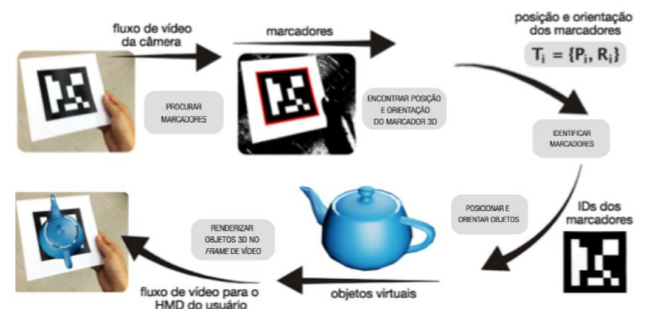 fluxo de vídeo
da câmera
marcadores
posição e orientação
dos marcadores
Tᵢ = {Pᵢ, Rᵢ}
PROCURAR
MARCADORES
ENCONTRAR POSIÇÃO
E ORIENTAÇÃO
DO MARCADOR 3D
IDENTIFICAR
MARCADORES
IDs dos
marcadores
POSICIONAR E
ORIENTAR OBJETOS
objetos virtuais
RENDERIZAR
OBJETOS 3D NO
FRAME DE VÍDEO
fluxo de vídeo para o
HMD do usuário